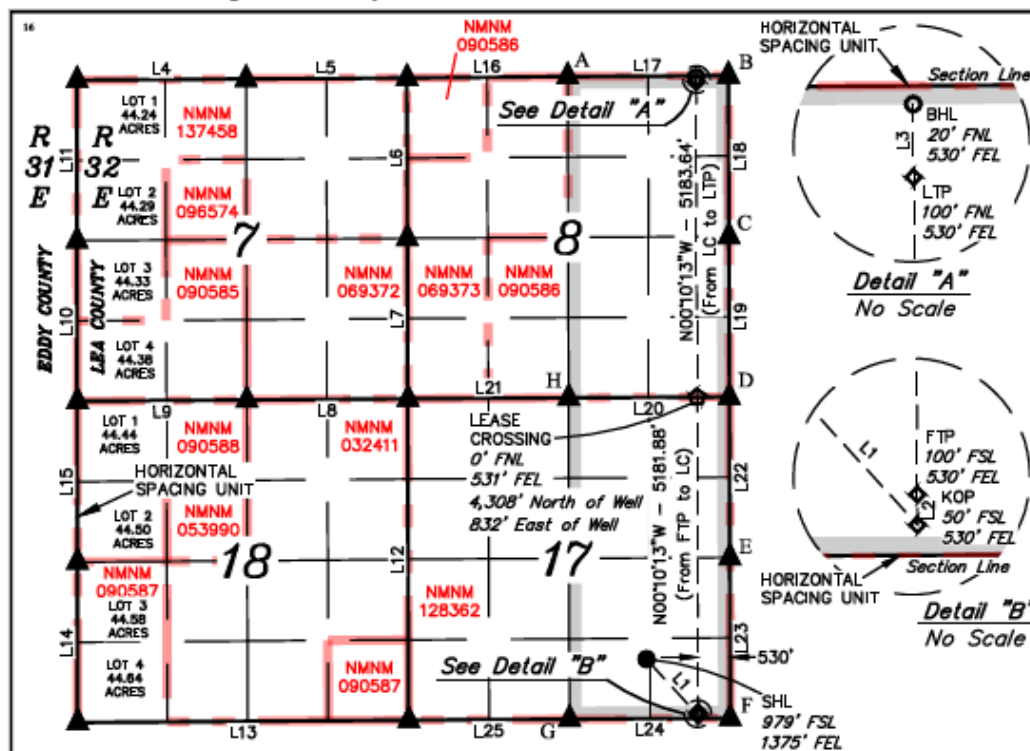 16
NMNM
090586
L4
L5
L16
A
L17
B
See Detail "A"
LOT 1
44.24
ACRES
NMNM
137458
R
31
E
R
32
E
L11
L6
L18
LOT 2
44.29
ACRES
NMNM
096574
7
8
C
N00°10'13"W - 5183.64'
(From LC to LTP)
EDDY COUNTY
LEA COUNTY
LOT 3
44.33
ACRES
NMNM
090585
NMNM
069372
NMNM
069373
NMNM
090586
L10
L7
L19
LOT 4
44.38
ACRES
L9
L8
L21
H
L20
D
LOT 1
44.44
ACRES
NMNM
090588
NMNM
032411
LEASE
CROSSING
0' FNL
531' FEL
4,308' North of Well
832' East of Well
L15
HORIZONTAL
SPACING UNIT
L22
LOT 2
44.50
ACRES
NMNM
053990
18
17
L12
E
N00°10'13"W - 5181.88'
(From FTP to LC)
NMNM
090587
LOT 3
44.58
ACRES
NMNM
128362
L14
L23
LOT 4
44.64
ACRES
NMNM
090587
See Detail "B"
L1
530'
SHL
979' FSL
1375' FEL
L13
L25
G
L24
F
HORIZONTAL
SPACING UNIT
Section Line
BHL
20' FNL
530' FEL
L3
LTP
100' FNL
530' FEL
Detail "A"
No Scale
L1
FTP
100' FSL
530' FEL
KOP
50' FSL
530' FEL
L2
Section Line
HORIZONTAL
SPACING UNIT
Detail "B"
No Scale